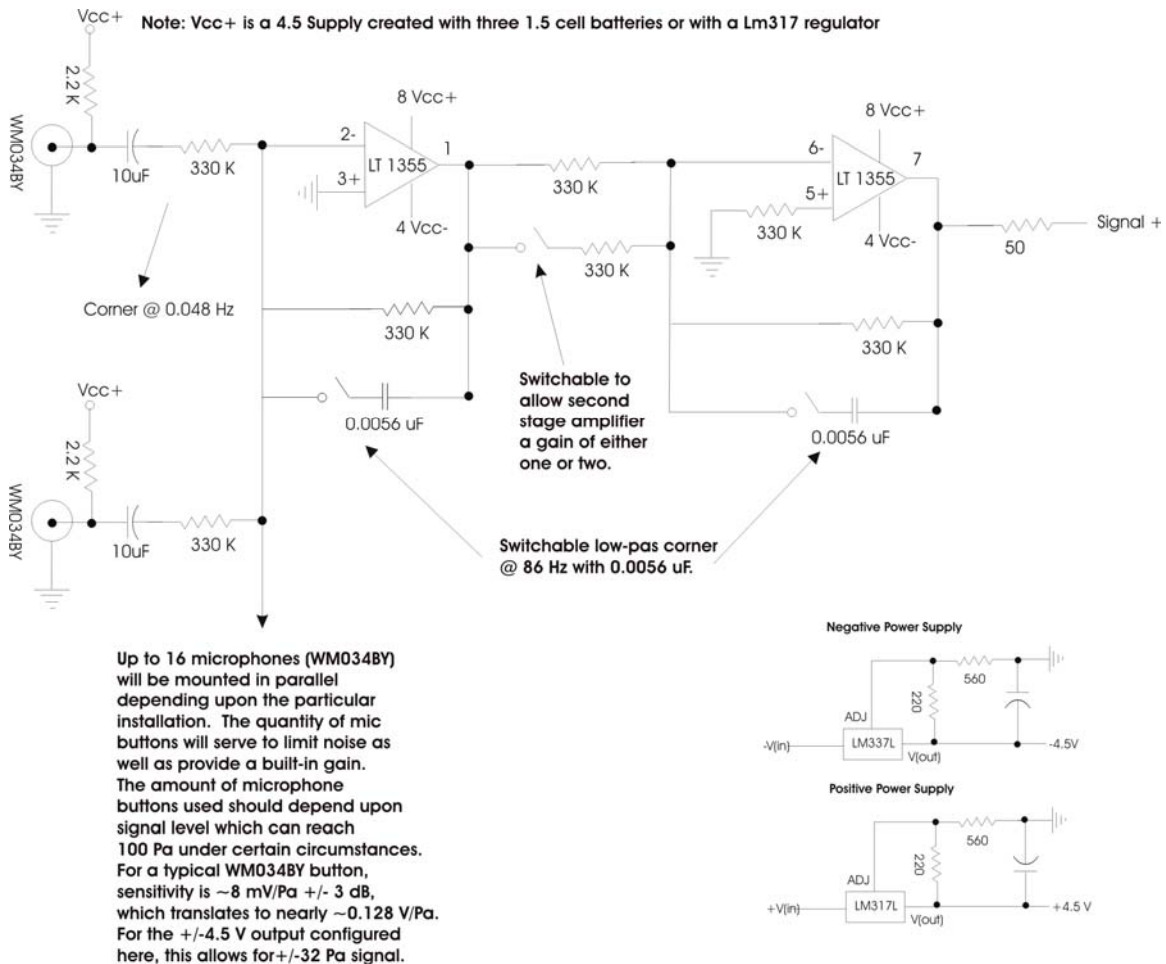 Note: Vcc+ is a 4.5 Supply created with three 1.5 cell batteries or with a Lm317 regulator
Vcc+
2.2 K
WM034BY
10uF
330 K
Corner @ 0.048 Hz
2-
3+
8 Vcc+
LT 1355
1
4 Vcc-
330 K
330 K
330 K
0.0056 uF
6-
5+
8 Vcc+
LT 1355
7
4 Vcc-
330 K
50
Signal +
330 K
0.0056 uF
Switchable to
allow second
stage amplifier
a gain of either
one or two.
Switchable low-pas corner
@ 86 Hz with 0.0056 uF.
Vcc+
2.2 K
WM034BY
10uF
330 K
Up to 16 microphones (WM034BY)
will be mounted in parallel
depending upon the particular
installation. The quantity of mic
buttons will serve to limit noise as
well as provide a built-in gain.
The amount of microphone
buttons used should depend upon
signal level which can reach
100 Pa under certain circumstances.
For a typical WM034BY button,
sensitivity is ~8 mV/Pa +/- 3 dB,
which translates to nearly ~0.128 V/Pa.
For the +/-4.5 V output configured
here, this allows for+/-32 Pa signal.
Negative Power Supply
560
220
ADJ
-V(in)
LM337L
V(out)
-4.5V
Positive Power Supply
560
220
ADJ
+V(in)
LM317L
V(out)
+4.5 V